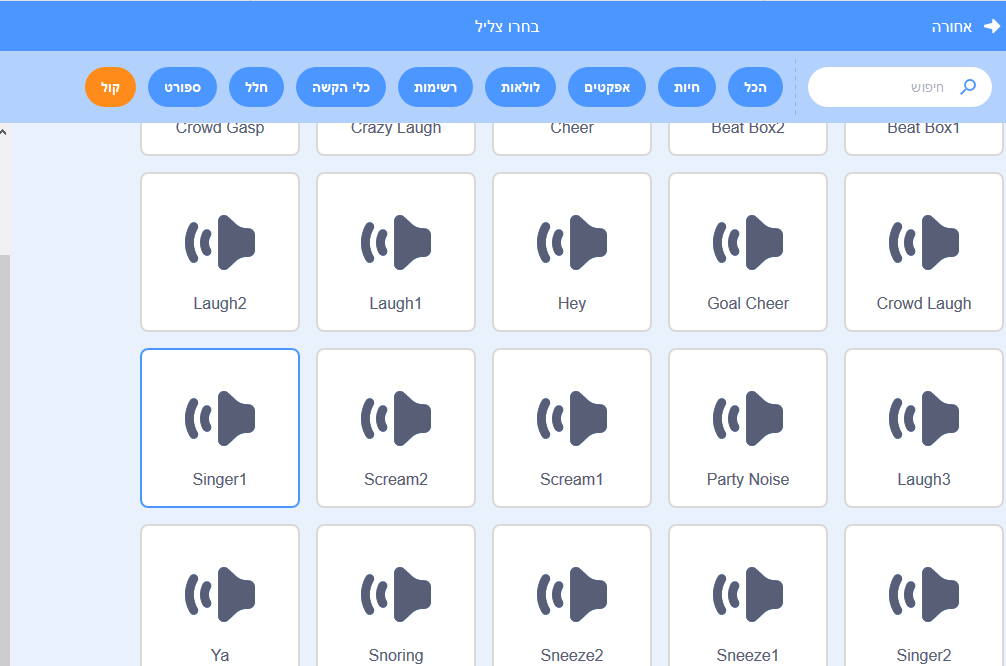 אחורה
בחרו צליל
חיפוש
הכל
חיות
אפקטים
לולאות
רשימות
כלי הקשה
חלל
ספורט
קול
Beat Box1
Beat Box2
Cheer
Crazy Laugh
Crowd Gasp
Crowd Laugh
Goal Cheer
Hey
Laugh1
Laugh2
Laugh3
Party Noise
Scream1
Scream2
Singer1
Singer2
Sneeze1
Sneeze2
Snoring
Ya